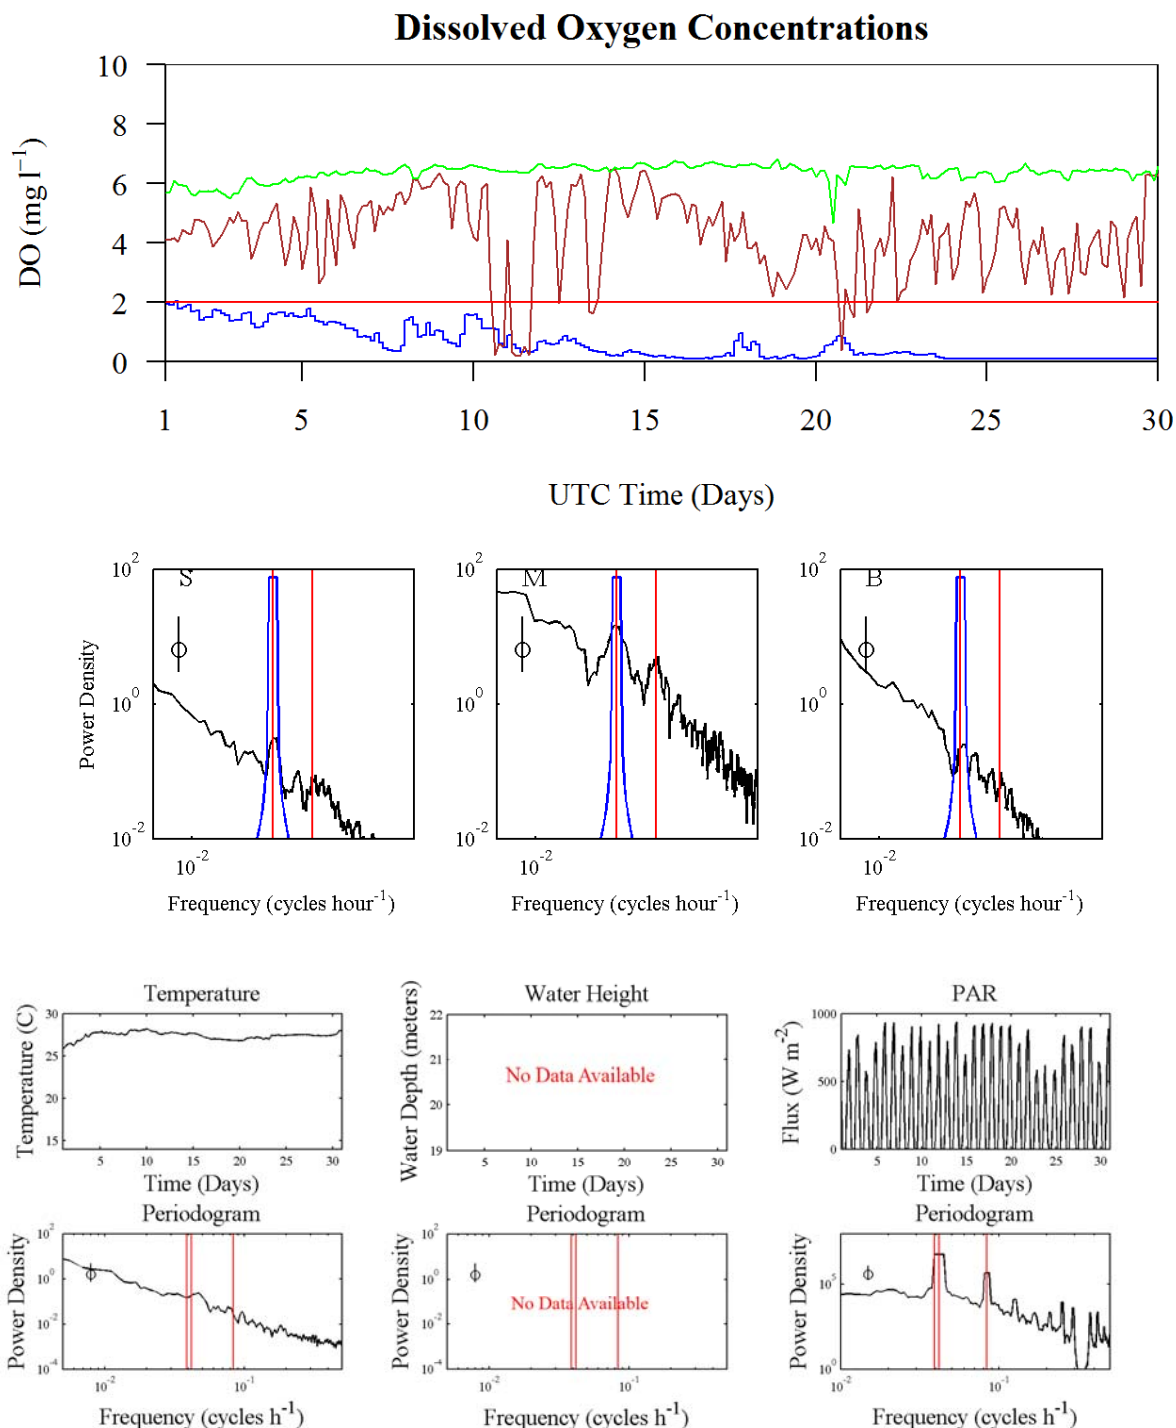 Dissolved Oxygen Concentrations
DO (mg l⁻¹)
10
8
6
4
2
0
1 5 10 15 20 25 30
UTC Time (Days)
S M B
Power Density
10² 10² 10²
10⁰ 10⁰ 10⁰
10⁻² 10⁻² 10⁻²
10⁻² 10⁻² 10⁻²
Frequency (cycles hour⁻¹) Frequency (cycles hour⁻¹) Frequency (cycles hour⁻¹)
Temperature Water Height PAR
Temperature (C) Water Depth (meters) Flux (W m⁻²)
30 22 1000
25 21 500
20 20 0
15 19
No Data Available
5 10 15 20 25 30 5 10 15 20 25 30 5 10 15 20 25 30
Time (Days) Time (Days) Time (Days)
Periodogram Periodogram Periodogram
Power Density Power Density Power Density
10² 10²
10⁰ 10⁰ 10⁵
10⁻² 10⁻²
10⁻⁴ 10⁻⁴ 10⁰
No Data Available
10⁻² 10⁻¹ 10⁻² 10⁻¹ 10⁻² 10⁻¹
Frequency (cycles h⁻¹) Frequency (cycles h⁻¹) Frequency (cycles h⁻¹)